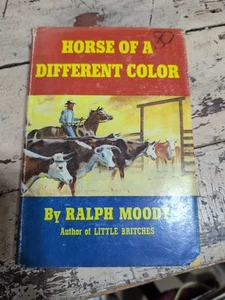 HORSE OF A
DIFFERENT COLOR
By RALPH MOODY
Author of LITTLE BRITCHES